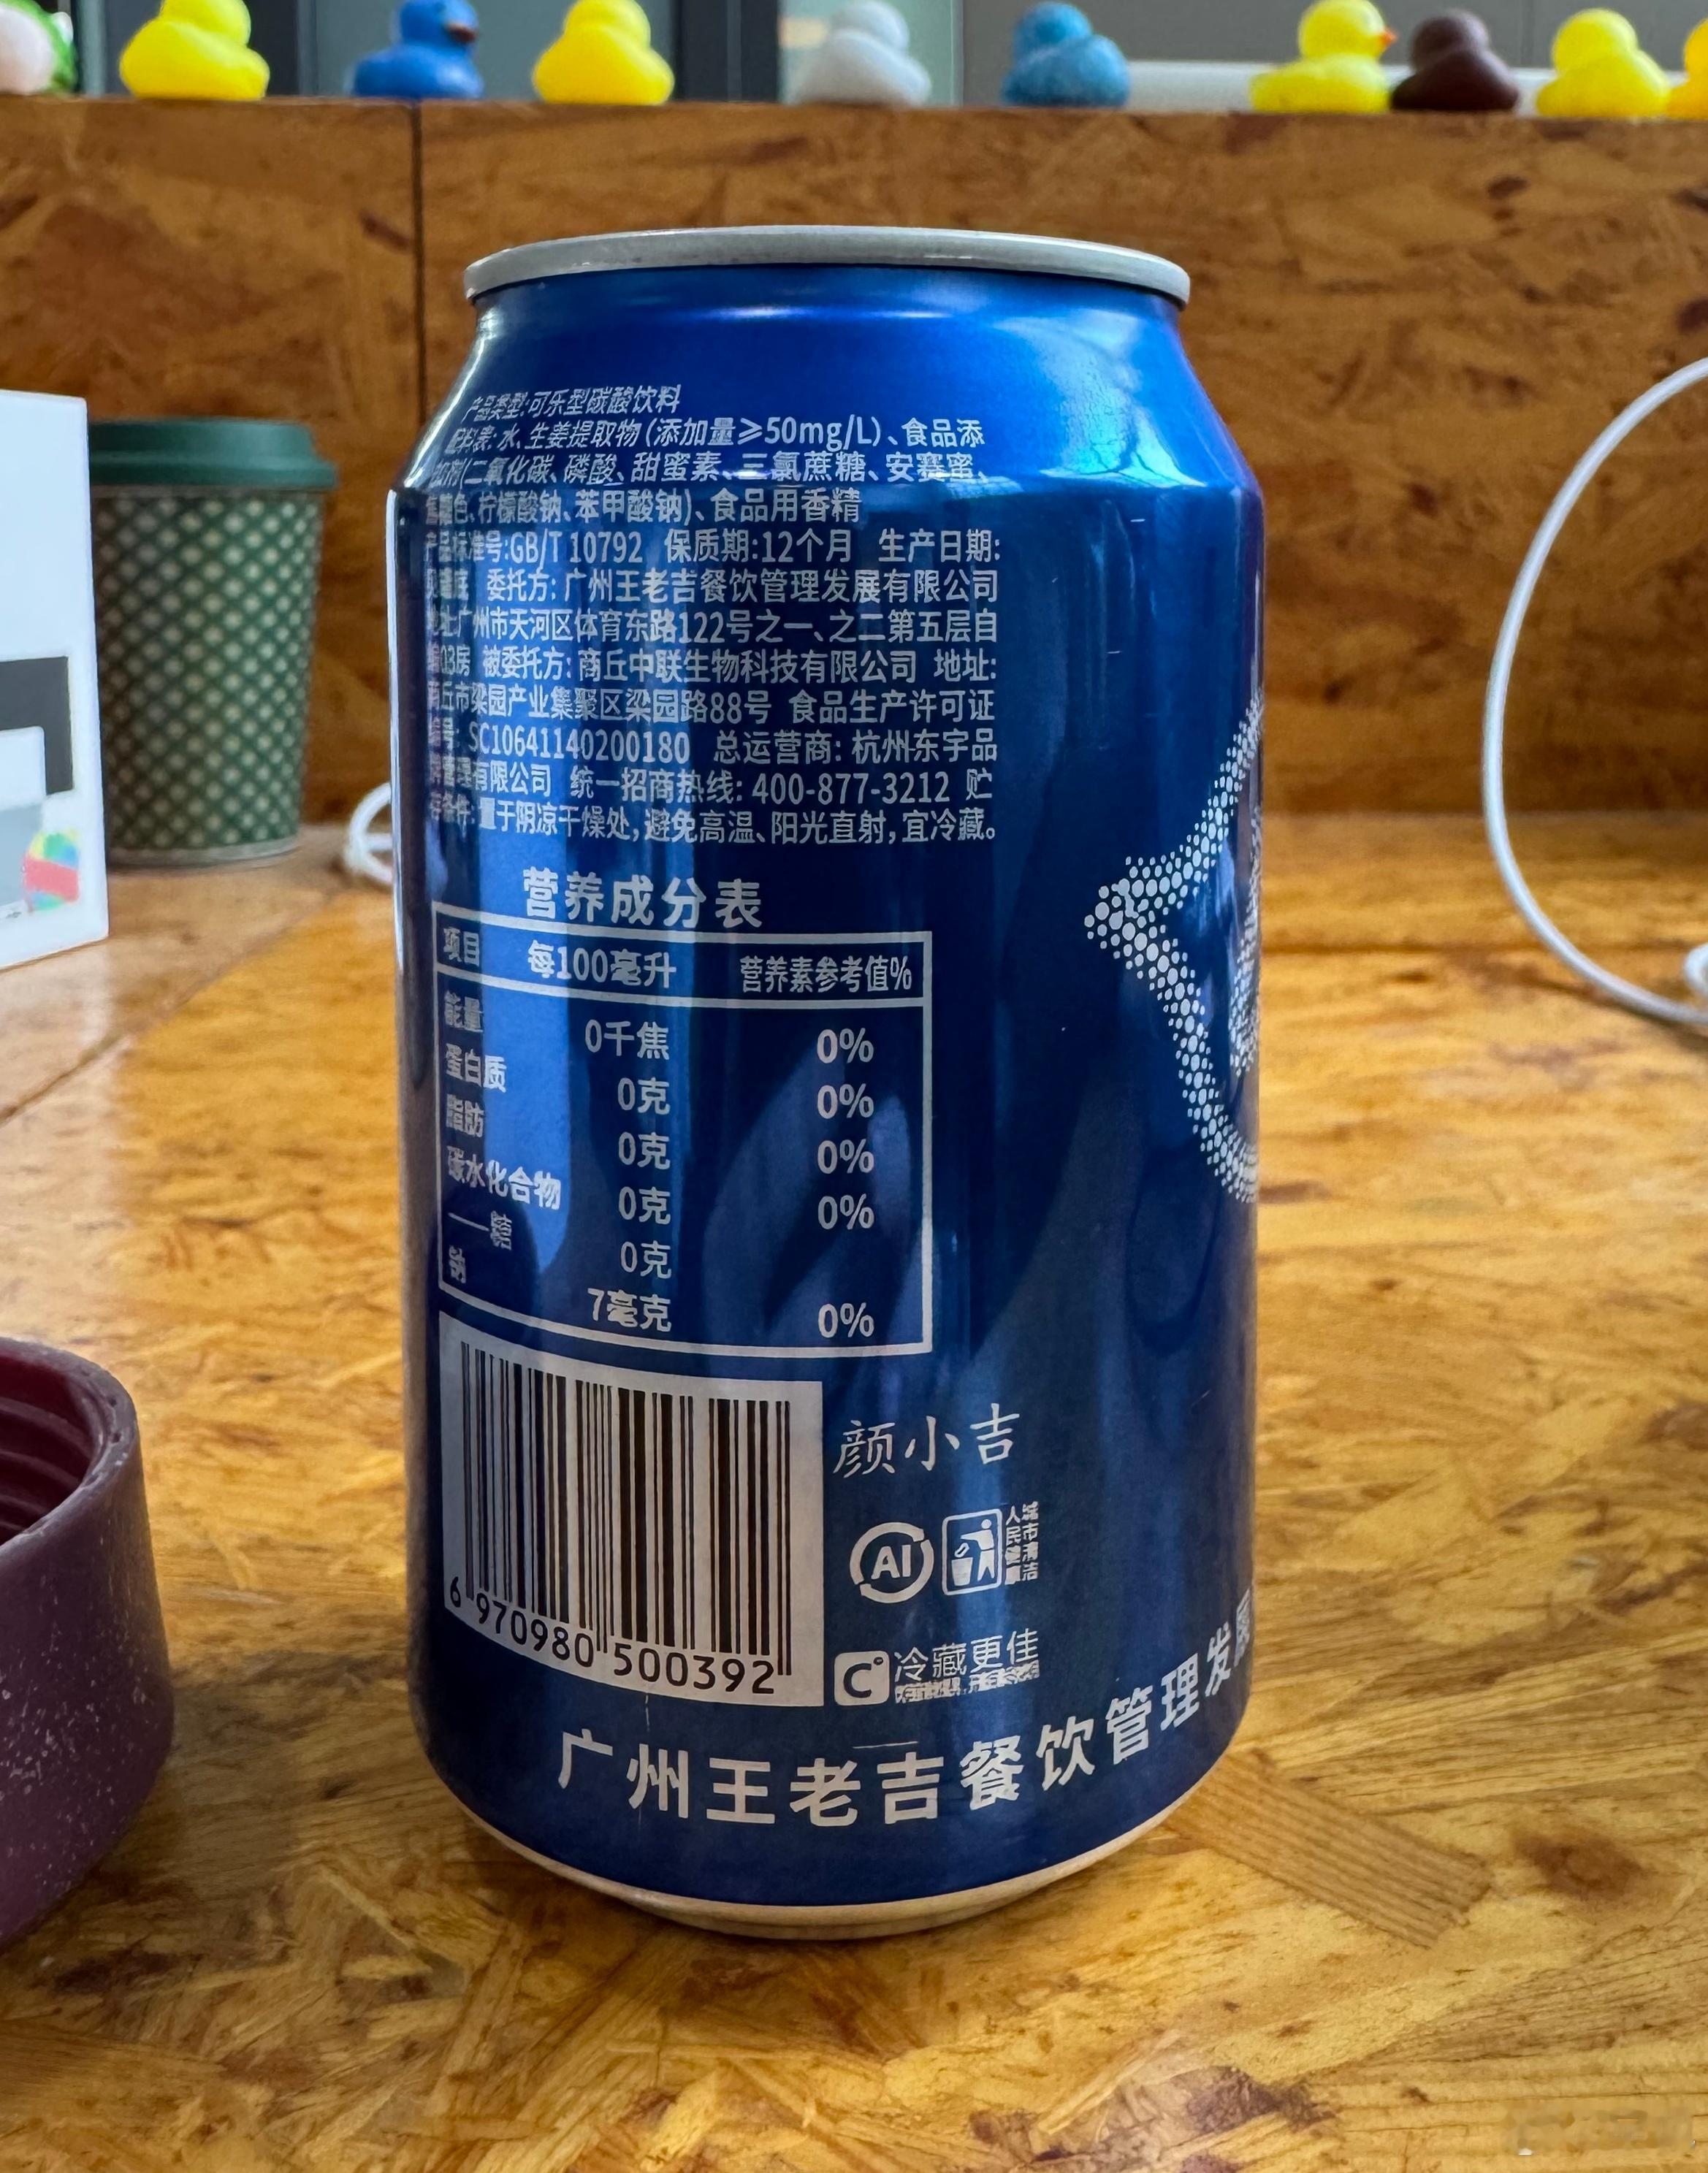 产品类型:可乐型碳酸饮料
配料表:水、生姜提取物(添加量≥50mg/L)、食品添
加剂(二氧化碳、磷酸、甜蜜素、三氯蔗糖、安赛蜜、
焦糖色、柠檬酸钠、苯甲酸钠)、食品用香精
产品标准号:GB/T 10792 保质期:12个月 生产日期:
见罐底 委托方:广州王老吉餐饮管理发展有限公司
地址:广州市天河区体育东路122号之一、之二第五层自
编03房 被委托方:商丘中联生物科技有限公司 地址:
商丘市梁园产业集聚区梁园路88号 食品生产许可证
编号:SC10641140200180 总运营商:杭州东宇品
牌管理有限公司 统一招商热线:400-877-3212 贮
存条件:置于阴凉干燥处,避免高温、阳光直射,宜冷藏。
营养成分表
项目 每100毫升 营养素参考值%
能量 0千焦 0%
蛋白质 0克 0%
脂肪 0克 0%
碳水化合物 0克 0%
——糖 0克
钠 7毫克 0%
6 970980 500392
颜小吉
Al
C°冷藏更佳
广州王老吉餐饮管理发展